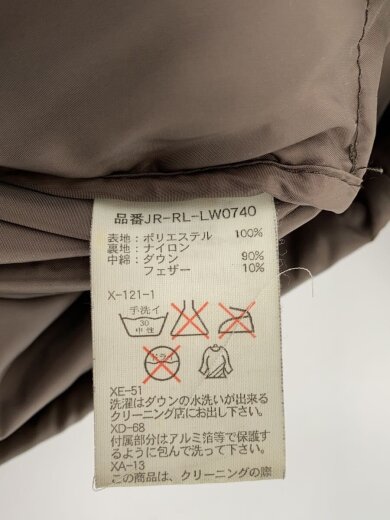 品番JR-RL-LW0740
表地:ポリエステル 100%
裏地:ナイロン
中綿:ダウン 90%
フェザー 10%
X-121-1
手洗イ
30
中性
ドライ
XE-51
洗濯はダウンの水洗いが出来る
クリーニング店にお出し下さい。
XD-68
付属部分はアルミ箔等で保護す
るように包んで洗って下さい。
XA-13
この商品は、クリーニングの際